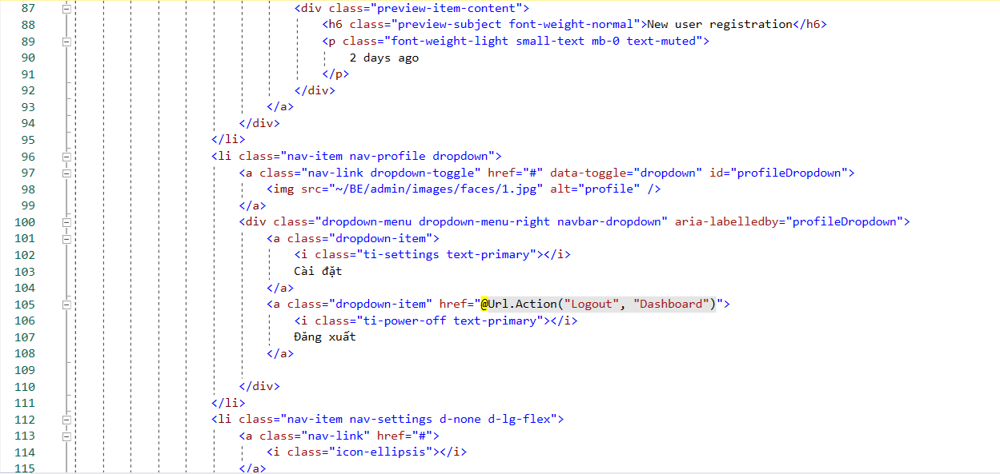 87 <div class="preview-item-content">
88 <h6 class="preview-subject font-weight-normal">New user registration</h6>
89 <p class="font-weight-light small-text mb-0 text-muted">
90 2 days ago
91 </p>
92 </div>
93 </a>
94 </div>
95 </li>
96 <li class="nav-item nav-profile dropdown">
97 <a class="nav-link dropdown-toggle" href="#" data-toggle="dropdown" id="profileDropdown">
98 <img src="~/BE/admin/images/faces/1.jpg" alt="profile" />
99 </a>
100 <div class="dropdown-menu dropdown-menu-right navbar-dropdown" aria-labelledby="profileDropdown">
101 <a class="dropdown-item">
102 <i class="ti-settings text-primary"></i>
103 Cài đặt
104 </a>
105 <a class="dropdown-item" href="@Url.Action("Logout", "Dashboard")">
106 <i class="ti-power-off text-primary"></i>
107 Đăng xuất
108 </a>
109
110 </div>
111 </li>
112 <li class="nav-item nav-settings d-none d-lg-flex">
113 <a class="nav-link" href="#">
114 <i class="icon-ellipsis"></i>
115 </a>